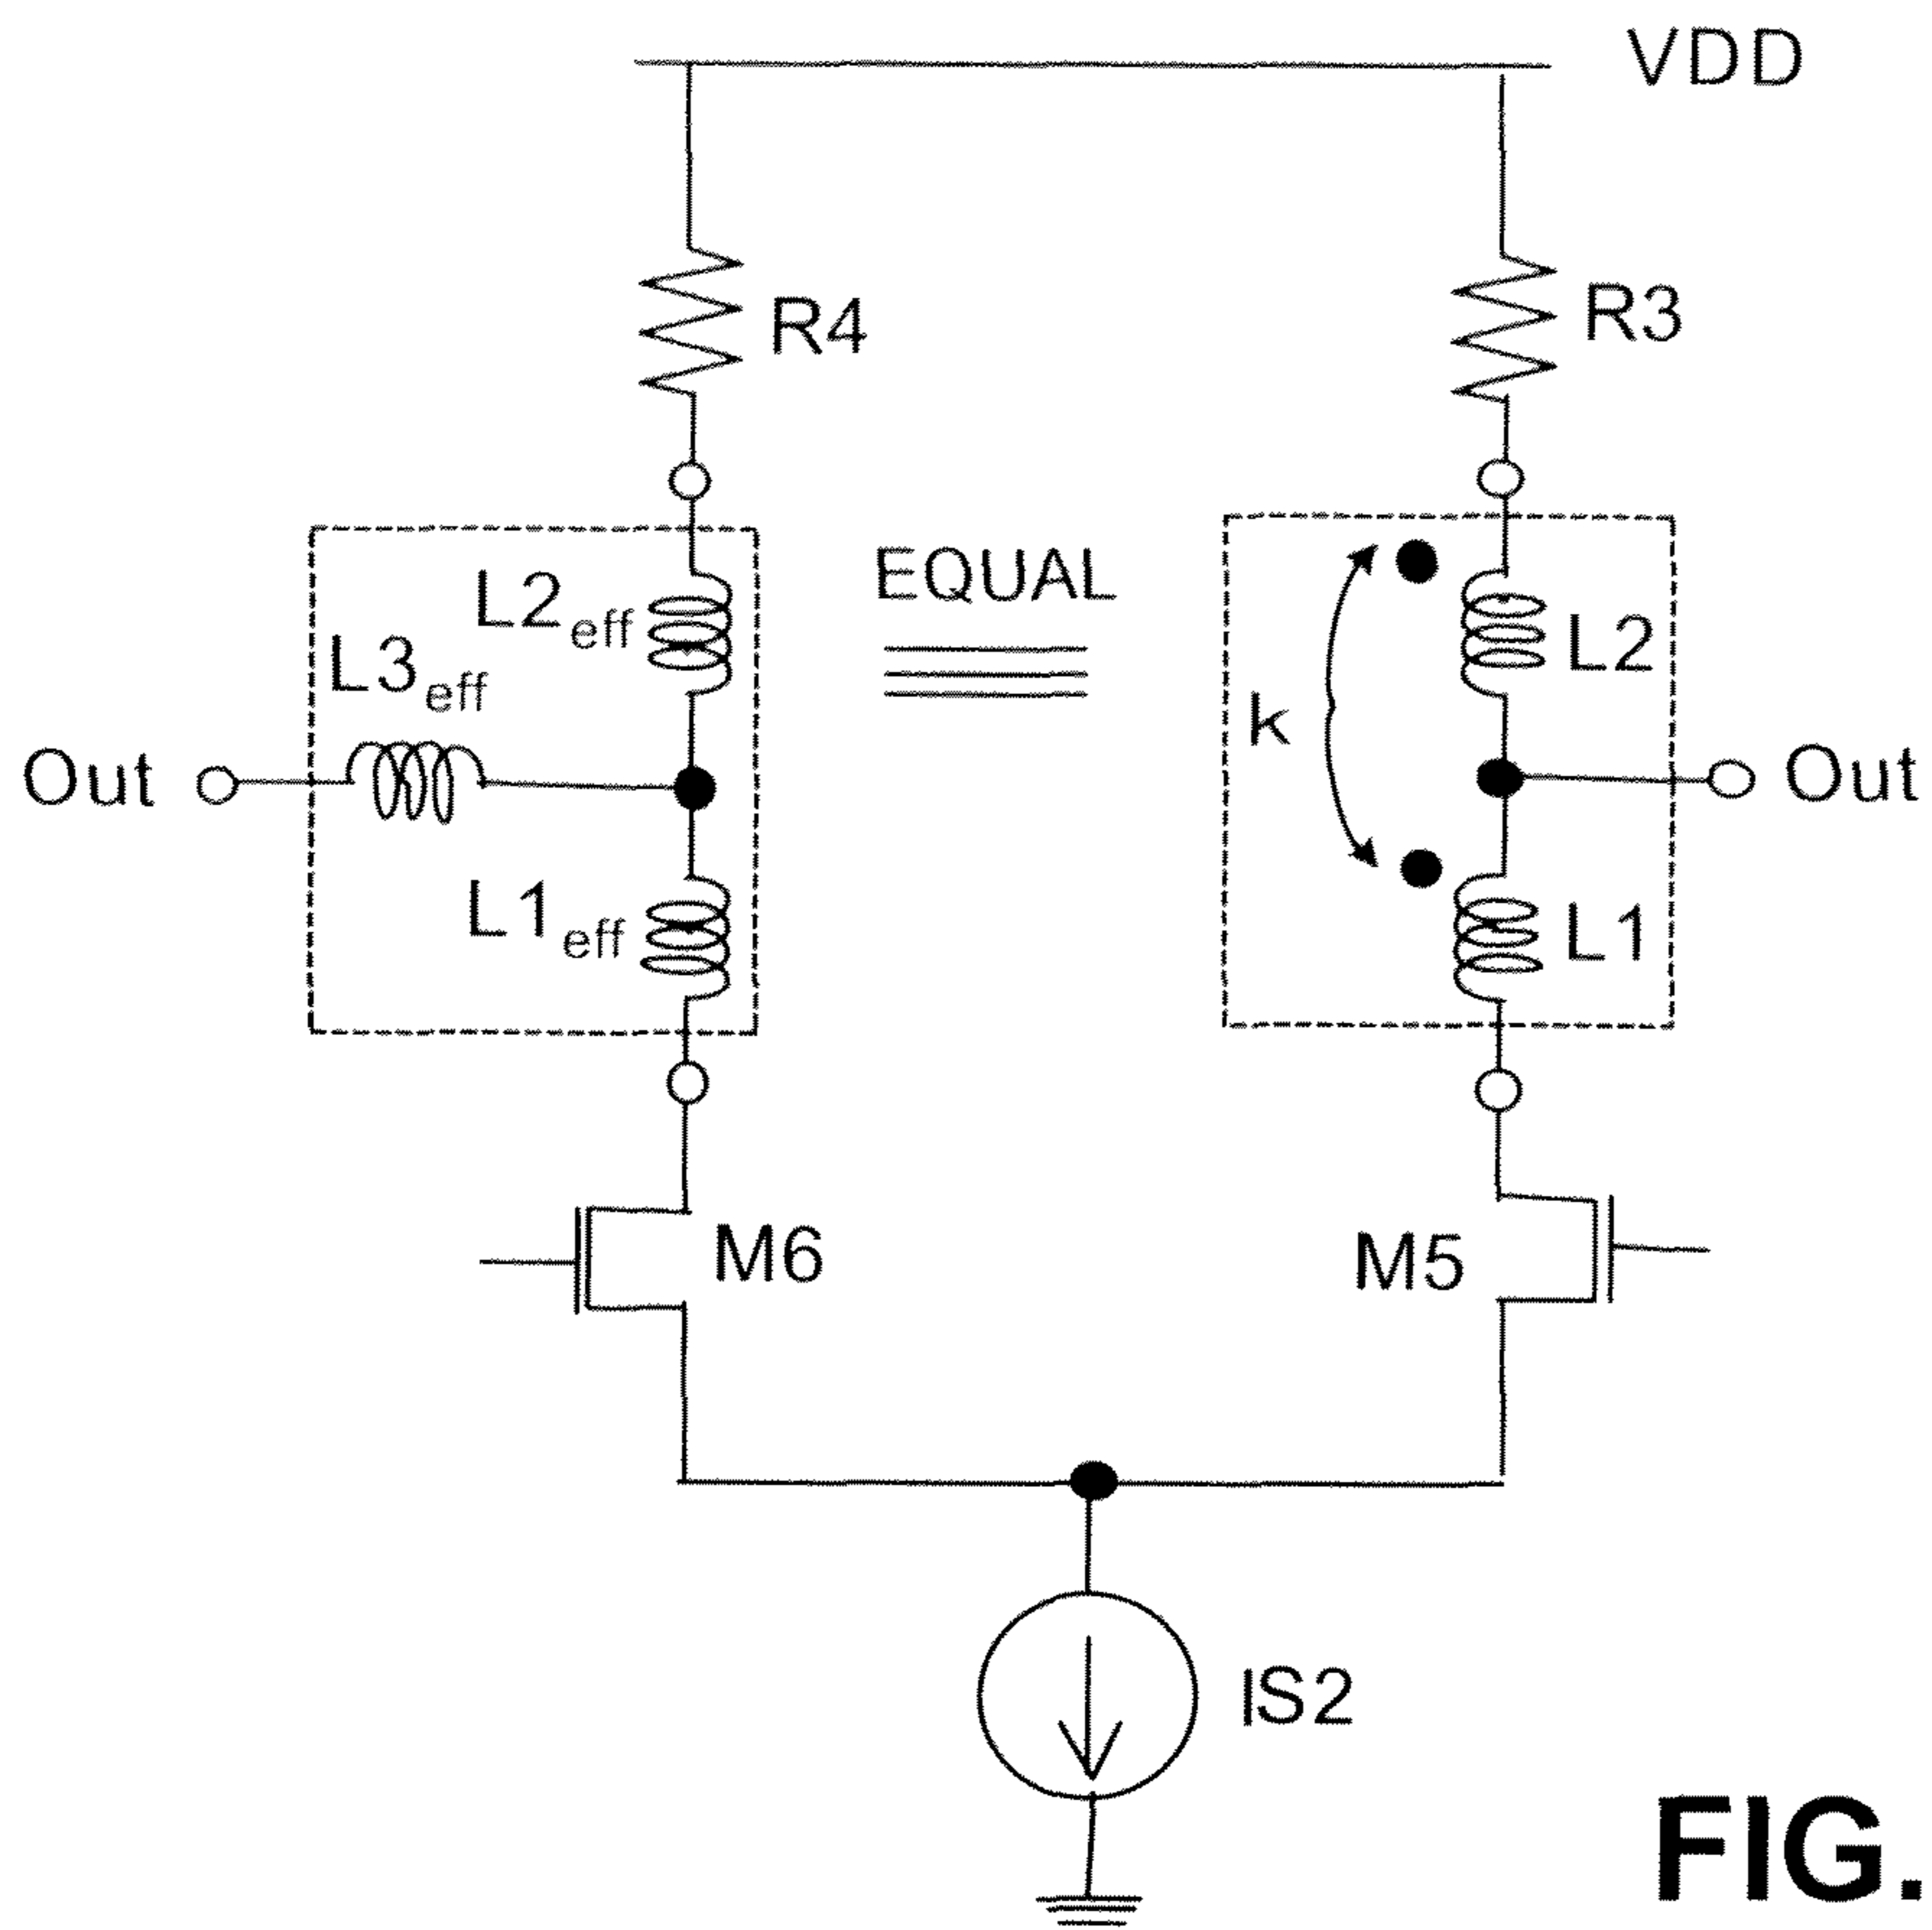 VDD
R4
R3
L2eff
EQUAL
L2
L3eff
k
Out
Out
L1eff
L1
M6
M5
IS2
FIG.